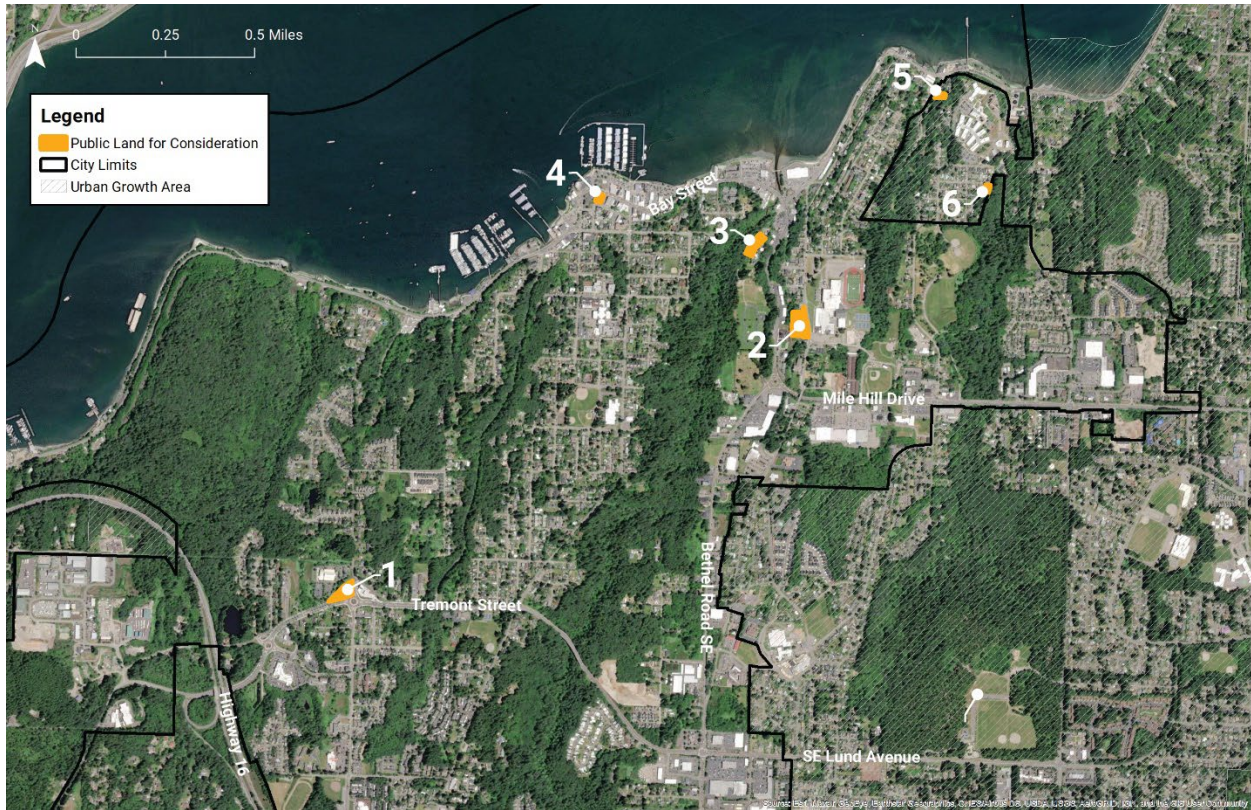 N
0 0.25 0.5 Miles
Legend
Public Land for Consideration
City Limits
Urban Growth Area
5
4
Bay Street
6
3
2
Mile Hill Drive
1
Tremont Street
Bethel Road SE
Highway 16
SE Lund Avenue